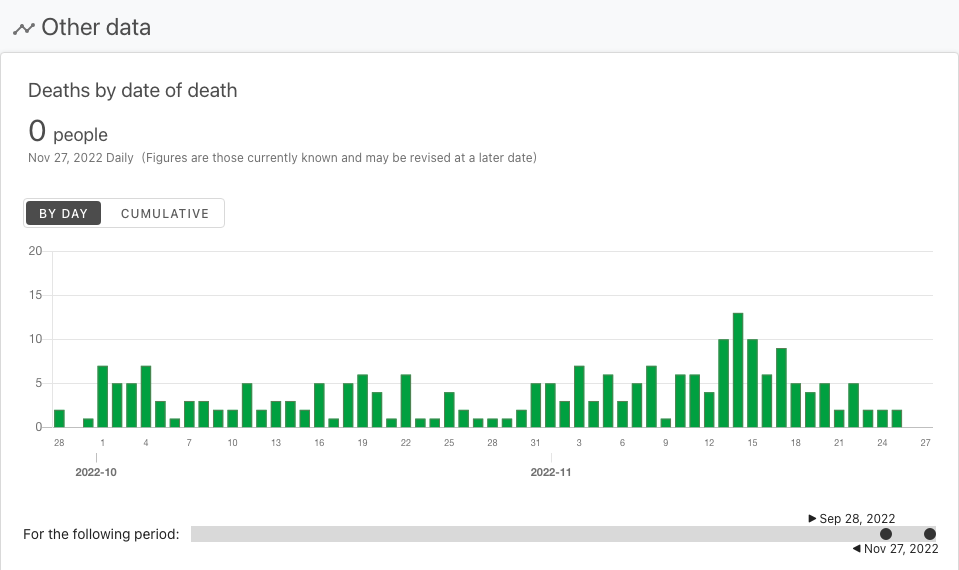 Other data
Deaths by date of death
0 people
Nov 27, 2022 Daily (Figures are those currently known and may be revised at a later date)
BY DAY CUMULATIVE
20
15
10
5
0
28 1 4 7 10 13 16 19 22 25 28 31 3 6 9 12 15 18 21 24 27
2022-10 2022-11
Sep 28, 2022
For the following period:
Nov 27, 2022